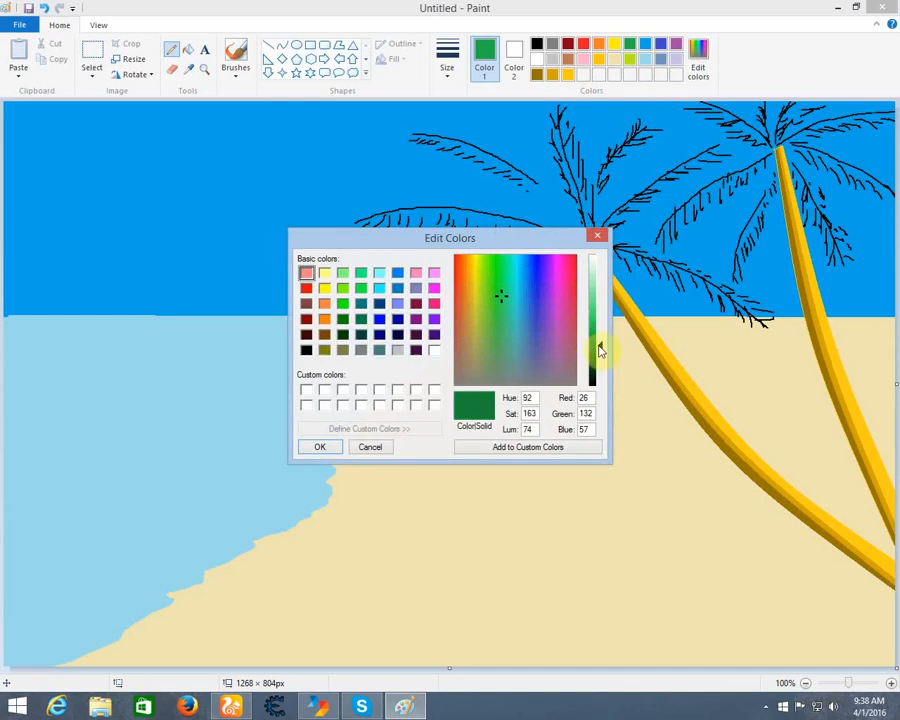 Untitled - Paint
File
Home
View
Paste
Cut
Copy
Clipboard
Select
Crop
Resize
Rotate
Image
A
Tools
Brushes
Outline
Fill
Shapes
Size
Color
1
Color
2
Edit
colors
Colors
Edit Colors
Basic colors:
Custom colors:
Define Custom Colors >>
OK
Cancel
Color|Solid
Hue: 92
Sat: 163
Lum: 74
Red: 26
Green: 132
Blue: 57
Add to Custom Colors
1268 × 804px
100%
9:38 AM
4/1/2016